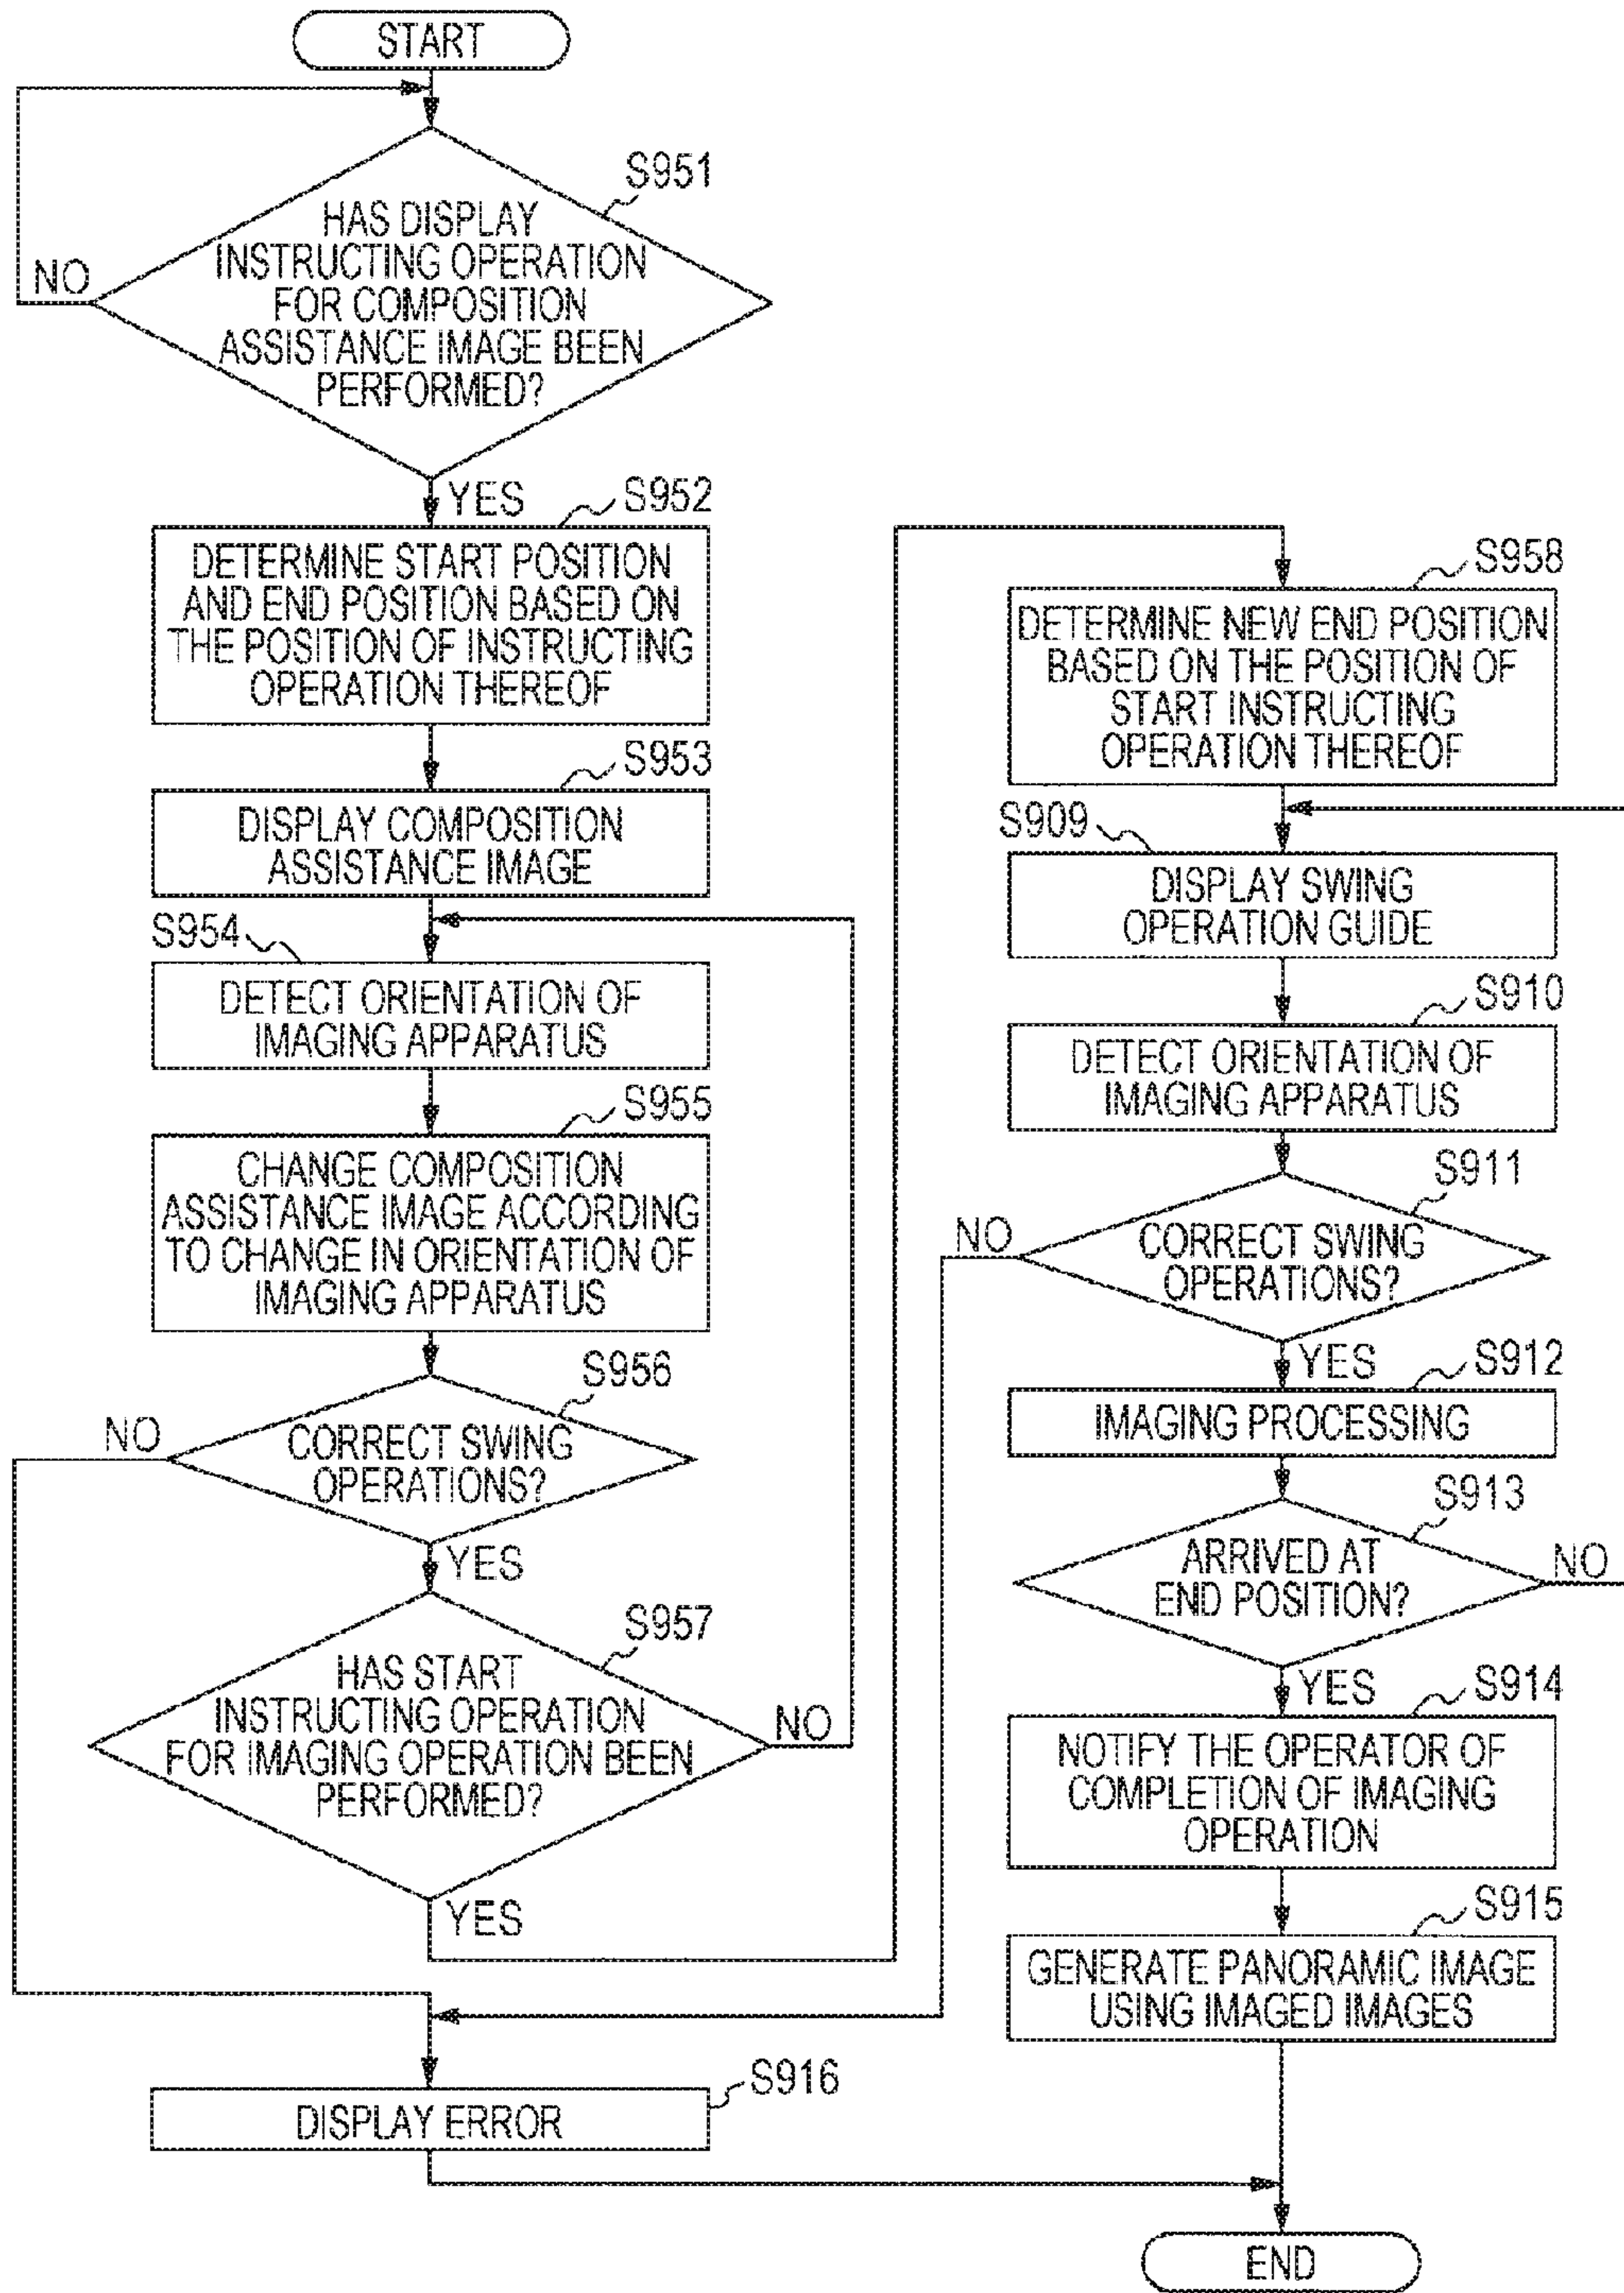 START
S951
HAS DISPLAY
INSTRUCTING OPERATION
FOR COMPOSITION
ASSISTANCE IMAGE BEEN
PERFORMED?
NO
YES
S952
DETERMINE START POSITION
AND END POSITION BASED ON
THE POSITION OF INSTRUCTING
OPERATION THEREOF
S953
DISPLAY COMPOSITION
ASSISTANCE IMAGE
S954
DETECT ORIENTATION OF
IMAGING APPARATUS
S955
CHANGE COMPOSITION
ASSISTANCE IMAGE ACCORDING
TO CHANGE IN ORIENTATION OF
IMAGING APPARATUS
S956
CORRECT SWING
OPERATIONS?
NO
YES
S957
HAS START
INSTRUCTING OPERATION
FOR IMAGING OPERATION BEEN
PERFORMED?
NO
YES
S958
DETERMINE NEW END POSITION
BASED ON THE POSITION OF
START INSTRUCTING
OPERATION THEREOF
S909
DISPLAY SWING
OPERATION GUIDE
S910
DETECT ORIENTATION OF
IMAGING APPARATUS
S911
CORRECT SWING
OPERATIONS?
NO
YES
S912
IMAGING PROCESSING
S913
ARRIVED AT
END POSITION?
NO
YES
S914
NOTIFY THE OPERATOR OF
COMPLETION OF IMAGING
OPERATION
S915
GENERATE PANORAMIC IMAGE
USING IMAGED IMAGES
S916
DISPLAY ERROR
END